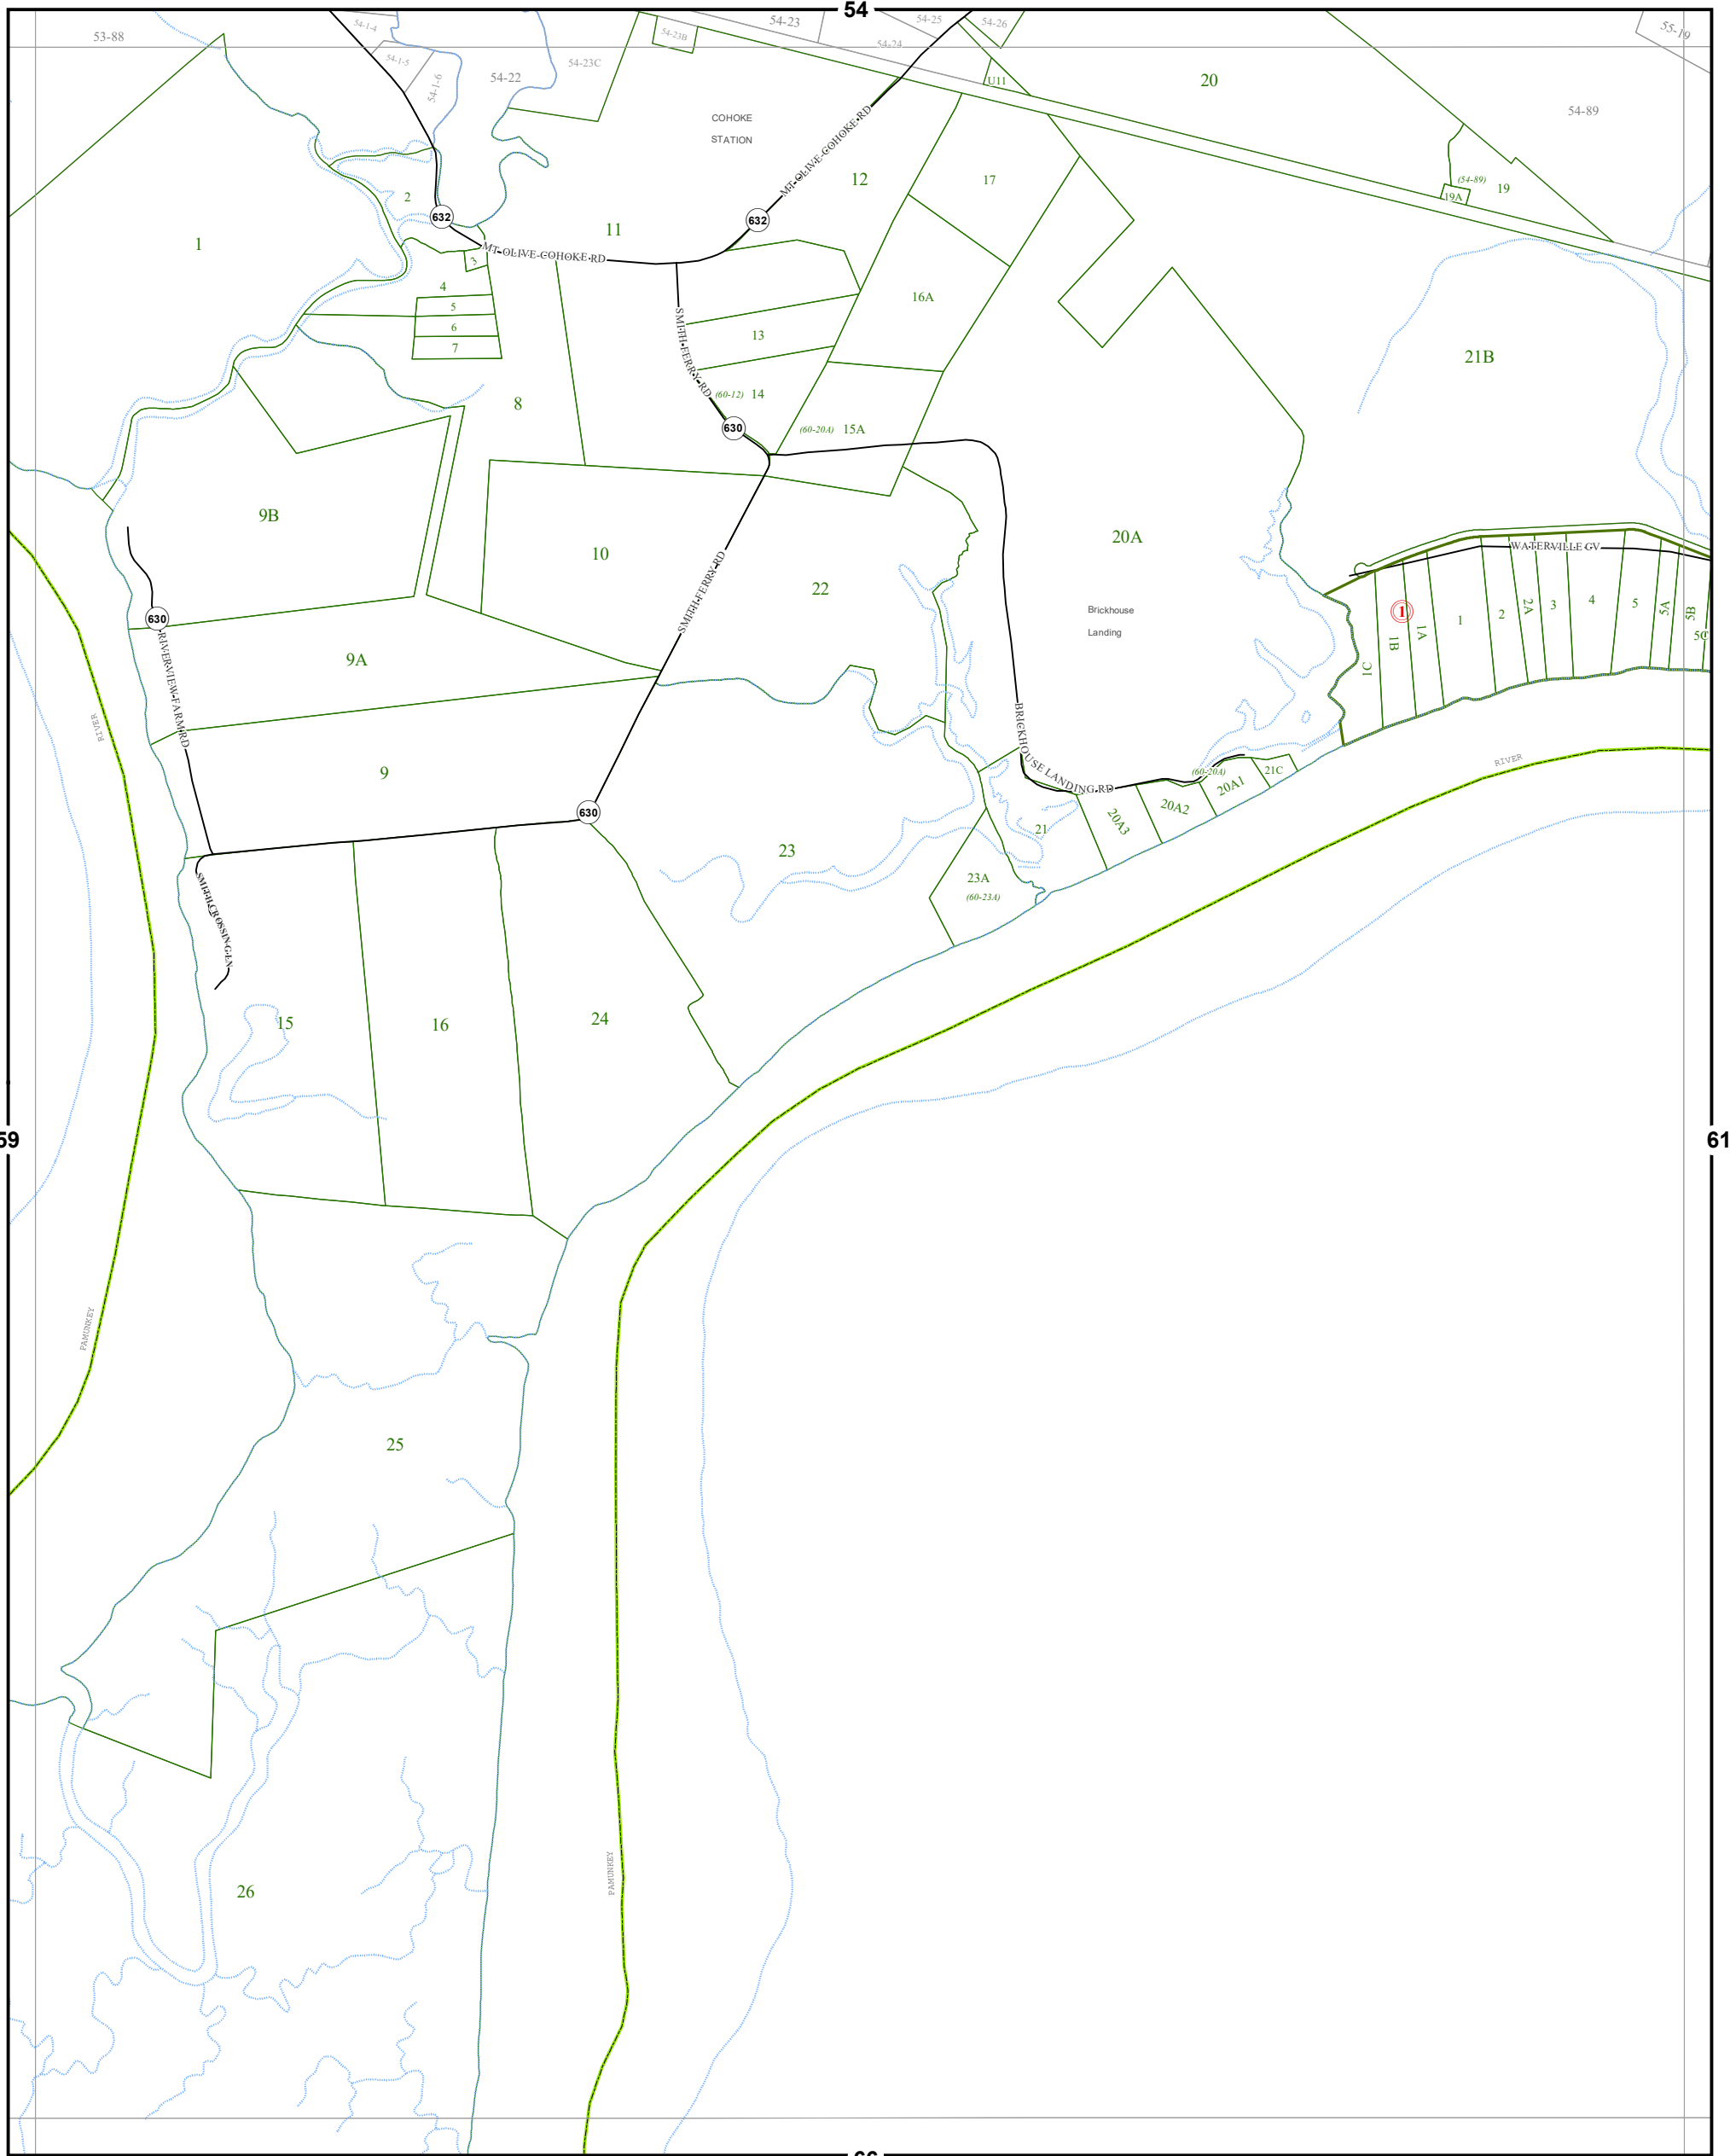 54
53-88
54-1-4
54-1-5
54-1-6
54-22
54-23C
54-23B
54-23
54-24
54-25
54-26
55-19
U11
20
54-89
COHOKE
STATION
MT OLIVE-COHOKE RD
12
17
(54-89)
19
19A
2
632
632
1
11
MT OLIVE-COHOKE RD
3
4
5
6
7
SMITH FERRY RD
16A
13
21B
8
(60-12)
14
630
(60-20A)
15A
9B
10
20A
22
SMITH FERRY RD
WATERVILLE CV
Brickhouse
Landing
1
1C
1B
1A
1
2
2A
3
4
5
5A
5B
5C
630
RIVERVIEW FARM RD
9A
RIVER
9
BRICKHOUSE LANDING RD
RIVER
(60-20A)
21C
20A1
20A2
20A3
21
630
23
23A
(60-23A)
SMITH CROSSING LN
15
16
24
59
61
PAMUNKEY
25
PAMUNKEY
26
66